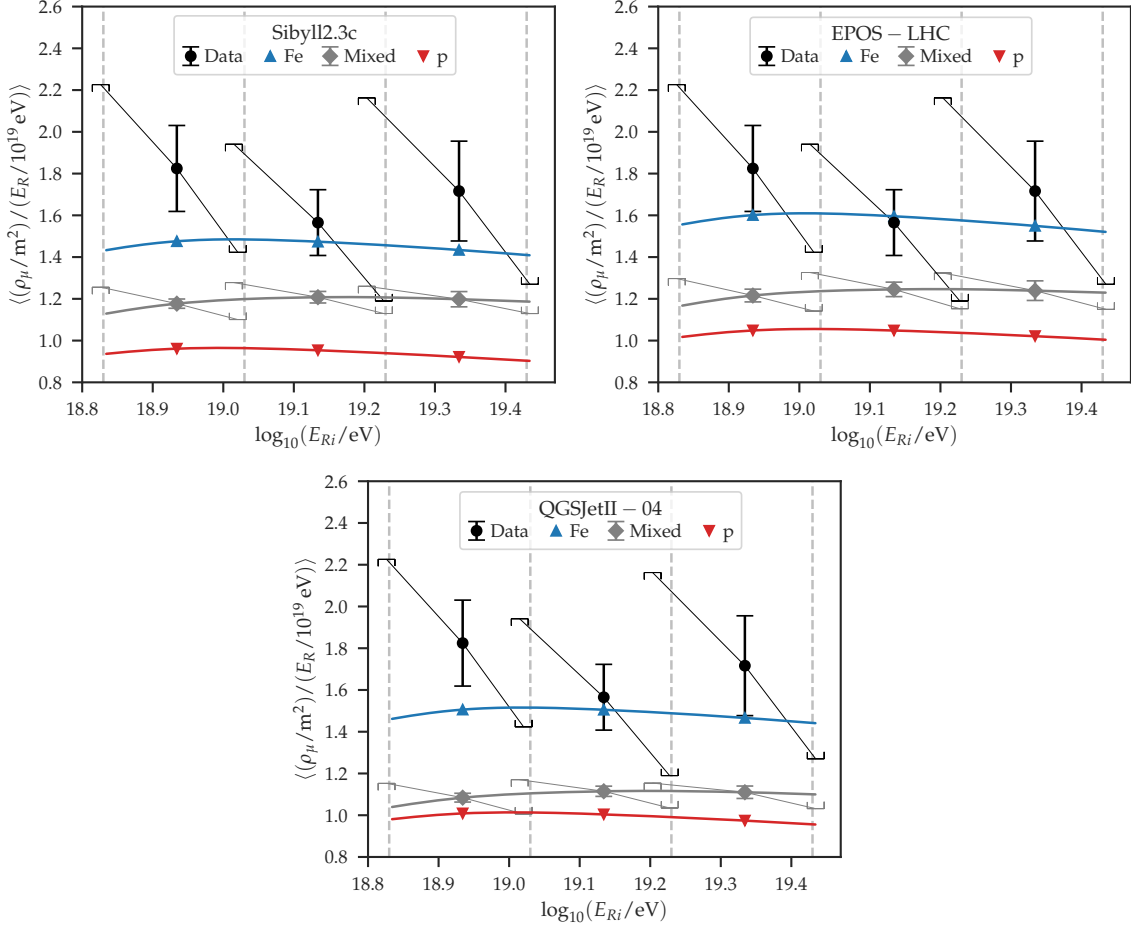 Sibyll2.3c
Data Fe Mixed p
⟨(ρ_μ/m²)/(E_R/10¹⁹ eV)⟩
2.6
2.4
2.2
2.0
1.8
1.6
1.4
1.2
1.0
0.8
18.8 18.9 19.0 19.1 19.2 19.3 19.4
log₁₀(E_Ri/eV)
EPOS − LHC
Data Fe Mixed p
⟨(ρ_μ/m²)/(E_R/10¹⁹ eV)⟩
2.6
2.4
2.2
2.0
1.8
1.6
1.4
1.2
1.0
0.8
18.8 18.9 19.0 19.1 19.2 19.3 19.4
log₁₀(E_Ri/eV)
QGSJetII − 04
Data Fe Mixed p
⟨(ρ_μ/m²)/(E_R/10¹⁹ eV)⟩
2.6
2.4
2.2
2.0
1.8
1.6
1.4
1.2
1.0
0.8
18.8 18.9 19.0 19.1 19.2 19.3 19.4
log₁₀(E_Ri/eV)